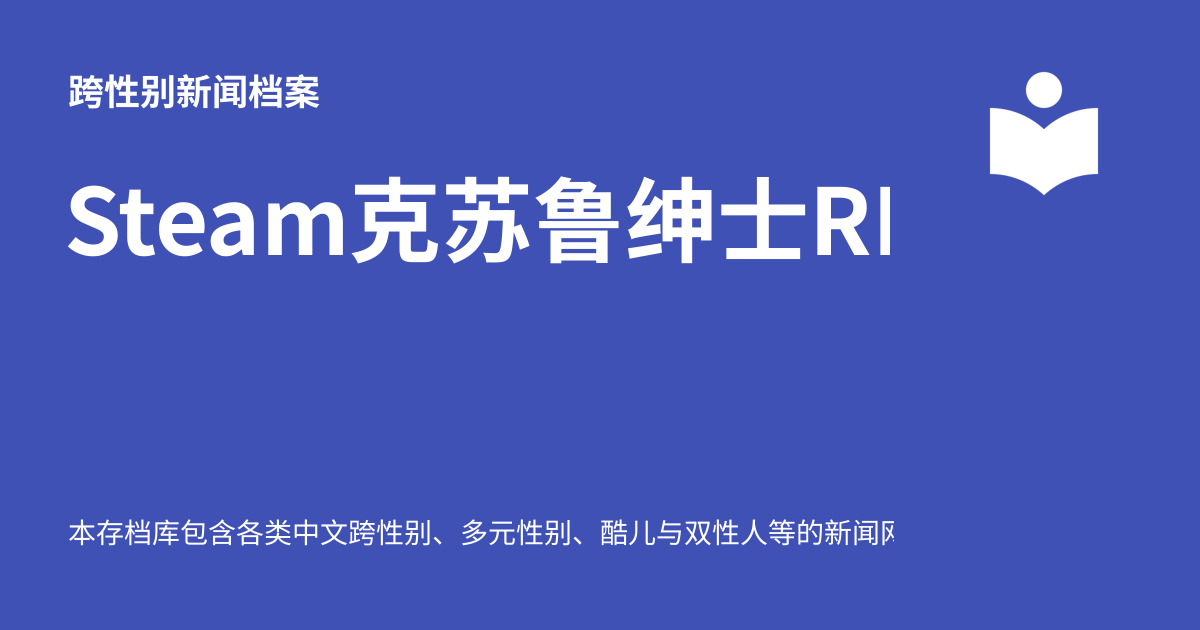 跨性别新闻档案
Steam克苏鲁绅士R
本存档库包含各类中文跨性别、多元性别、酷儿与双性人等的新闻